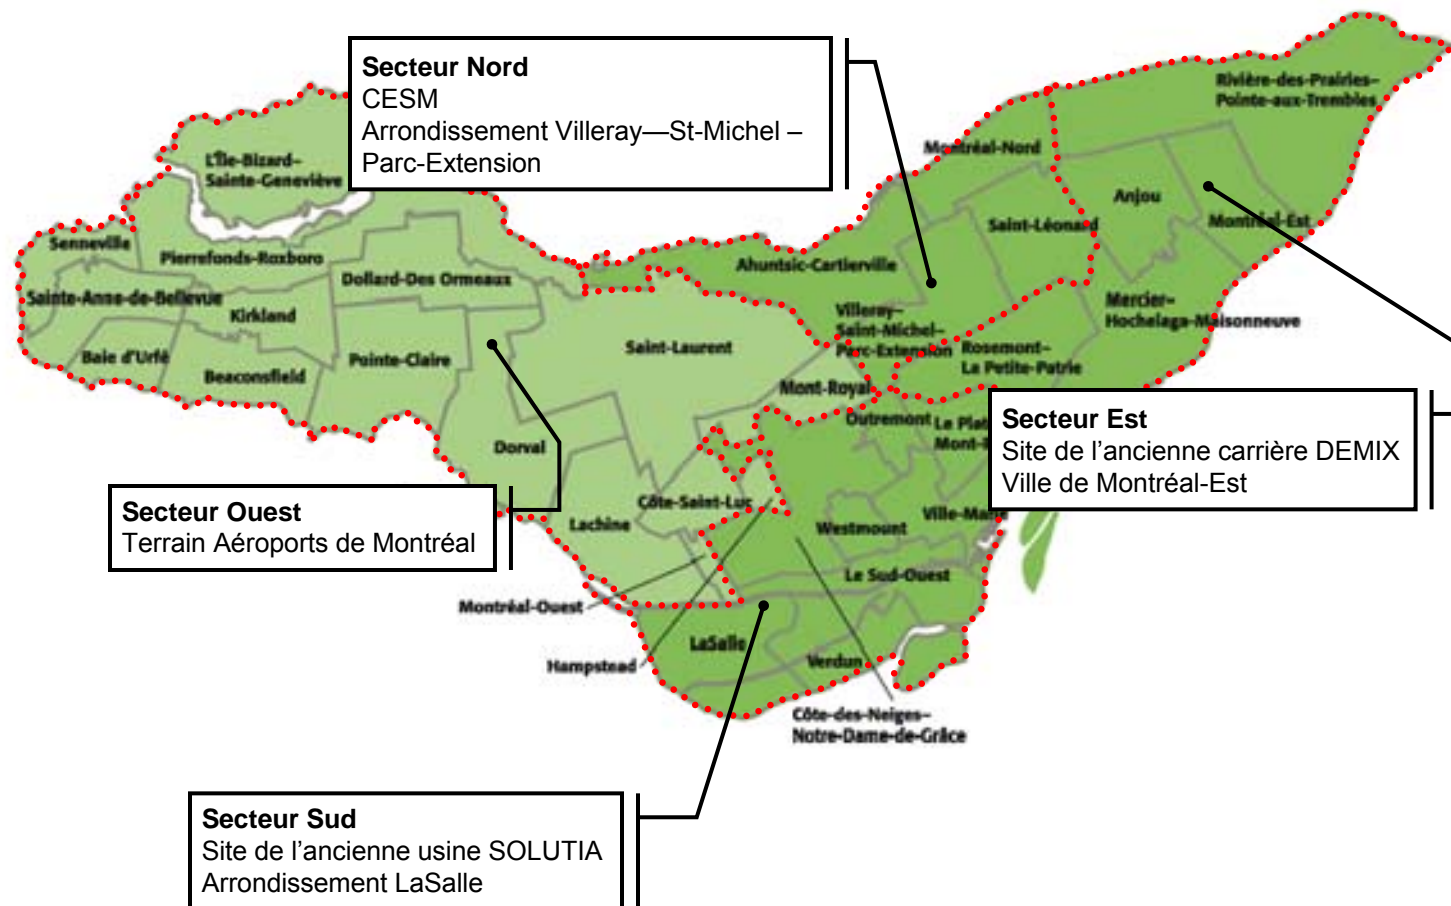 Secteur Nord
CESM
Arrondissement Villeray—St-Michel –
Parc-Extension
Rivière-des-Prairies–
Pointe-aux-Trembles
Montréal-Nord
L'Île-Bizard–
Sainte-Geneviève
Anjou
Saint-Léonard
Montréal-Est
Senneville
Pierrefonds-Roxboro
Ahuntsic-Cartierville
Dollard-Des Ormeaux
Sainte-Anne-de-Bellevue
Kirkland
Villeray–
Saint-Michel–
Parc-Extension
Mercier–
Hochelaga-Maisonneuve
Baie d'Urfé
Pointe-Claire
Saint-Laurent
Rosemont–
La Petite-Patrie
Beaconsfield
Mont-Royal
Outremont
Le Plat
Mont-
Secteur Est
Site de l'ancienne carrière DEMIX
Ville de Montréal-Est
Dorval
Secteur Ouest
Terrain Aéroports de Montréal
Côte-Saint-Luc
Lachine
Westmount
Ville-Marie
Le Sud-Ouest
Montréal-Ouest
LaSalle
Hampstead
Verdun
Côte-des-Neiges–
Notre-Dame-de-Grâce
Secteur Sud
Site de l'ancienne usine SOLUTIA
Arrondissement LaSalle